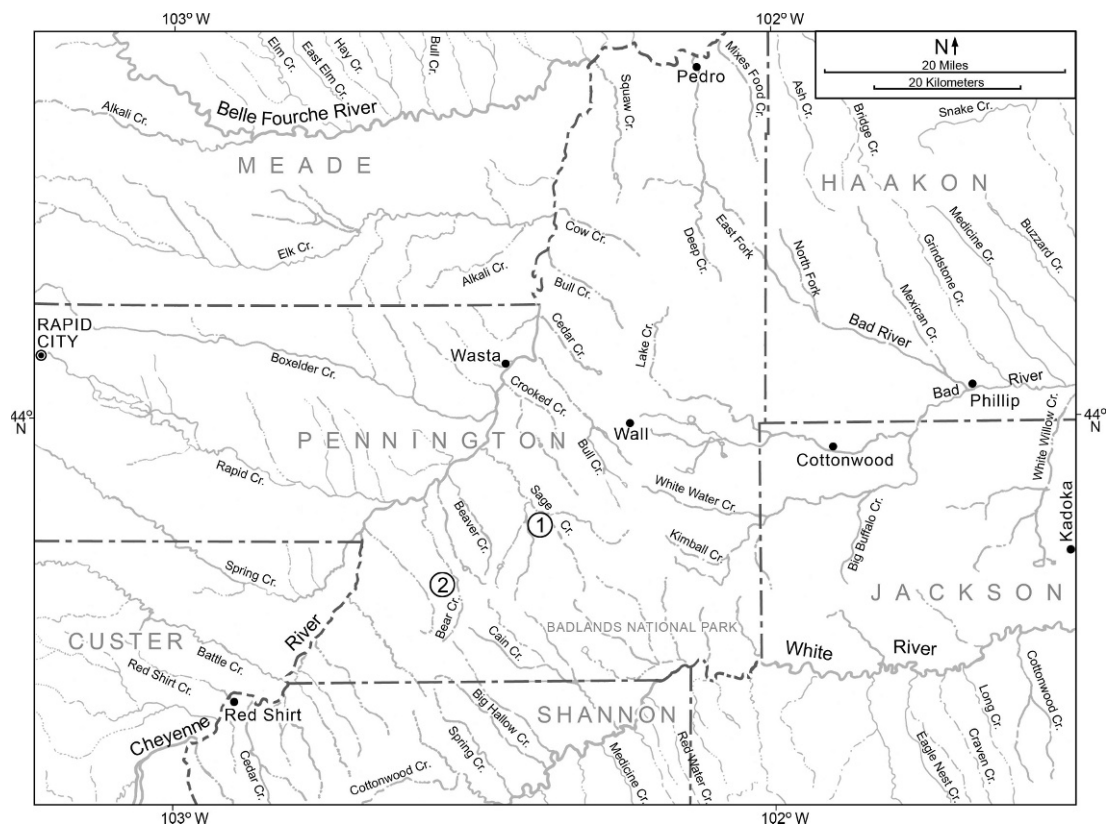 103° W
102° W
N
20 Miles
20 Kilometers
Elm Cr.
East Elm Cr.
Hay Cr.
Bull Cr.
Squaw Cr.
Pedro
Mixes Food Cr.
Ash Cr.
Bridge Cr.
Snake Cr.
Alkali Cr.
Belle Fourche River
MEADE
HAAKON
Elk Cr.
Cow Cr.
Alkali Cr.
Bull Cr.
Deep Cr.
East Fork
North Fork
Mexican Cr.
Grindstone Cr.
Medicine Cr.
Buzzard Cr.
RAPID
CITY
Boxelder Cr.
Wasta
Cedar Cr.
Lake Cr.
Bad River
Bad River
Phillip
44°
N
44°
N
Crooked Cr.
PENNINGTON
Bull Cr.
Wall
Cottonwood
White Willow Cr.
Rapid Cr.
Sage Cr.
White Water Cr.
Beaver Cr.
1
Kimball Cr.
Big Buffalo Cr.
Kadoka
Spring Cr.
2
Bear Cr.
JACKSON
CUSTER
Battle Cr.
River
Cain Cr.
BADLANDS NATIONAL PARK
White River
Red Shirt Cr.
Red Shirt
Cheyenne
Cedar Cr.
Cottonwood Cr.
Spring Cr.
Big Hallow Cr.
SHANNON
Medicine Cr.
Red Water Cr.
Eagle Nest Cr.
Craven Cr.
Long Cr.
Cottonwood Cr.
103° W
102° W